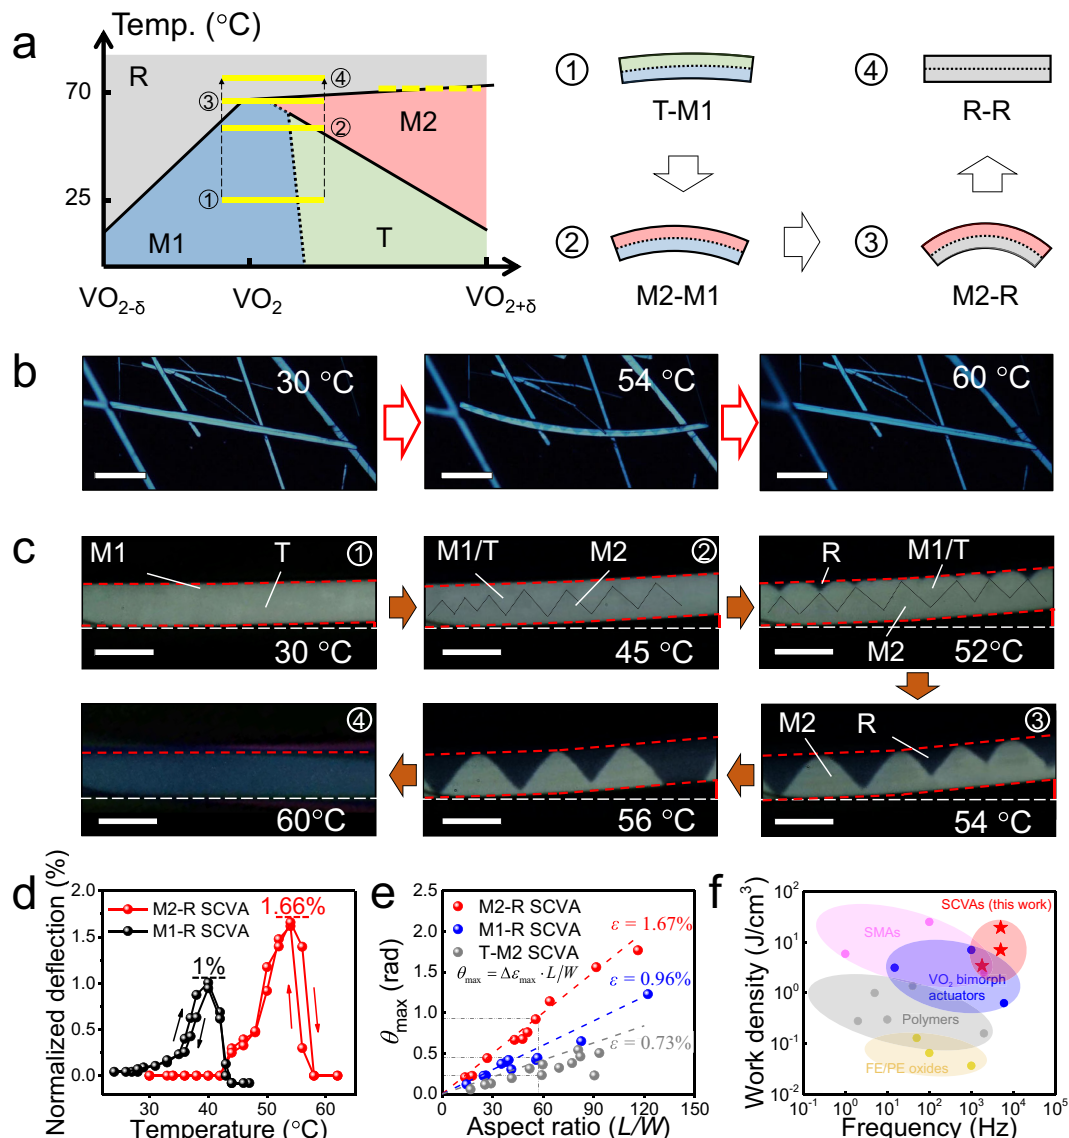 a
Temp. (°C)
R
70
25
④
③
②
①
M2
M1
T
VO2-δ
VO2
VO2+δ
①
T-M1
④
R-R
②
M2-M1
③
M2-R
b
30 °C
54 °C
60 °C
c
M1
T
①
30 °C
M1/T
M2
②
45 °C
R
M1/T
M2
52°C
④
60°C
56 °C
M2
R
③
54 °C
d
Normalized deflection (%)
2.0
1.5
1.0
0.5
0.0
M2-R SCVA
M1-R SCVA
1.66%
1%
30
40
50
60
Temperature (°C)
e
θmax (rad)
2.5
2.0
1.5
1.0
0.5
0.0
M2-R SCVA
M1-R SCVA
T-M2 SCVA
θmax = Δεmax · L/W
ε = 1.67%
ε = 0.96%
ε = 0.73%
0
30
60
90
120
150
Aspect ratio (L/W)
f
Work density (J/cm³)
10²
10¹
10⁰
10⁻¹
10⁻²
SCVAs (this work)
SMAs
VO2 bimorph
actuators
Polymers
FE/PE oxides
10⁻¹
10⁰
10¹
10²
10³
10⁴
10⁵
Frequency (Hz)